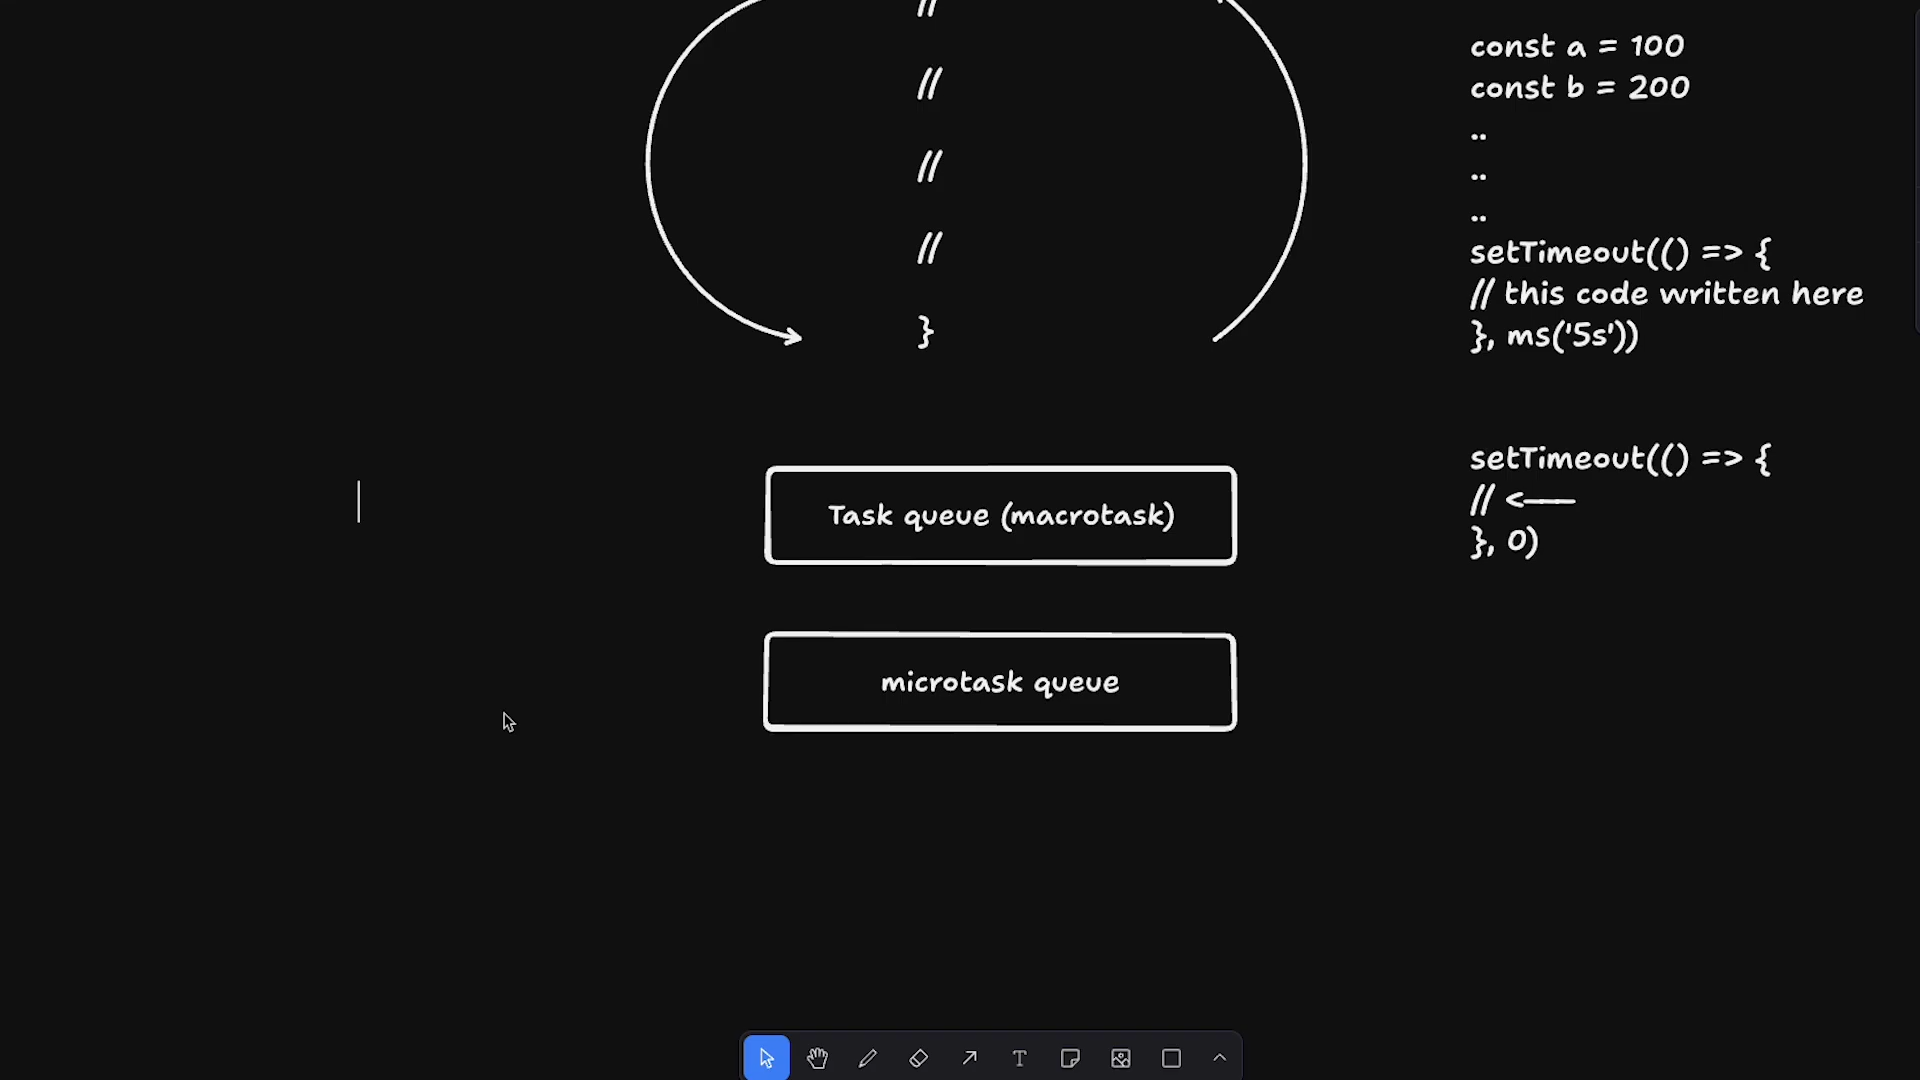 //
//
//
//
}
const a = 100
const b = 200
..
..
..
setTimeout(() => {
// this code written here
}, ms('5s'))
setTimeout(() => {
// <---
}, 0)
Task queue (macrotask)
microtask queue